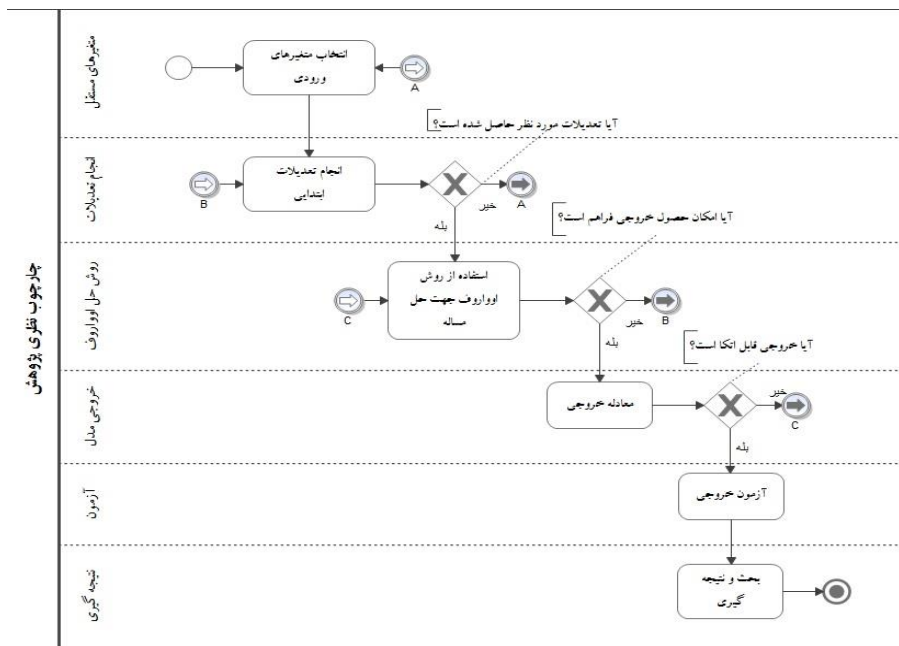 چارچوب نظری پژوهش
متغیرهای مستقل
انتخاب متغیرهای
ورودی
A
آیا تعدیلات مورد نظر حاصل شده است؟
انجام تعدیلات
B
انجام تعدیلات
ابتدایی
خیر
A
بله
آیا امکان حصول خروجی فراهم است؟
روش حل اوواروف
C
استفاده از روش
اوواروف جهت حل
مساله
خیر
B
بله
آیا خروجی قابل اتکا است؟
خروجی مدل
معادله خروجی
خیر
C
بله
آزمون
آزمون خروجی
نتیجه گیری
بحث و نتیجه
گیری